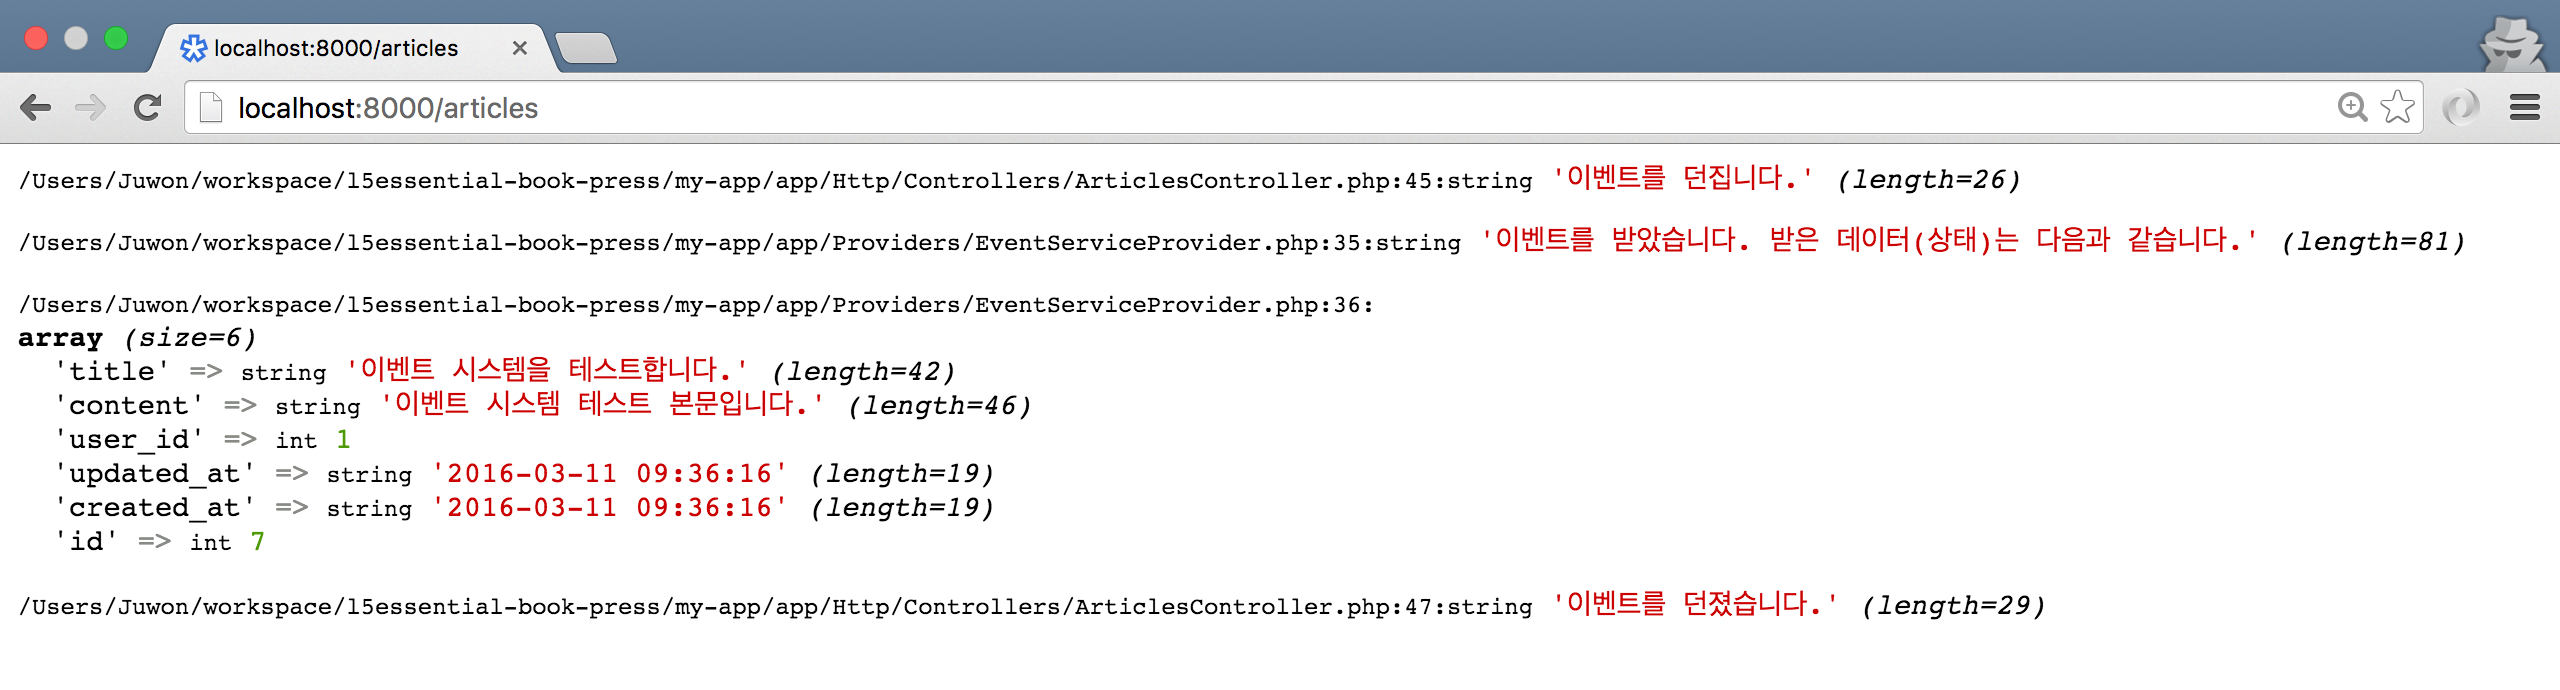 localhost:8000/articles
localhost:8000/articles
/Users/Juwon/workspace/l5essential-book-press/my-app/app/Http/Controllers/ArticlesController.php:45:string '이벤트를 던집니다.' (length=26)
/Users/Juwon/workspace/l5essential-book-press/my-app/app/Providers/EventServiceProvider.php:35:string '이벤트를 받았습니다. 받은 데이터(상태)는 다음과 같습니다.' (length=81)
/Users/Juwon/workspace/l5essential-book-press/my-app/app/Providers/EventServiceProvider.php:36:
array (size=6)
'title' => string '이벤트 시스템을 테스트합니다.' (length=42)
'content' => string '이벤트 시스템 테스트 본문입니다.' (length=46)
'user_id' => int 1
'updated_at' => string '2016-03-11 09:36:16' (length=19)
'created_at' => string '2016-03-11 09:36:16' (length=19)
'id' => int 7
/Users/Juwon/workspace/l5essential-book-press/my-app/app/Http/Controllers/ArticlesController.php:47:string '이벤트를 던졌습니다.' (length=29)